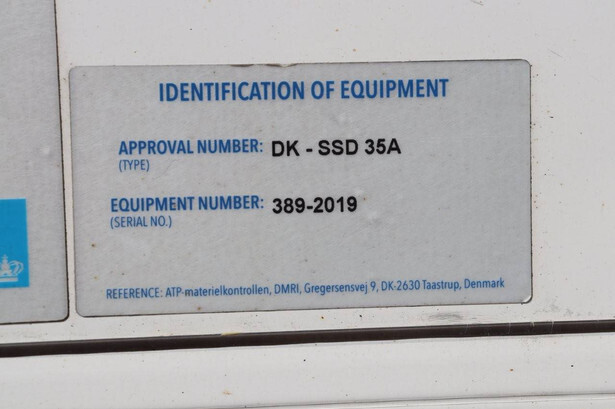 IDENTIFICATION OF EQUIPMENT
APPROVAL NUMBER: DK - SSD 35A
(TYPE)
EQUIPMENT NUMBER: 389-2019
(SERIAL NO.)
REFERENCE: ATP-materielkontrollen, DMRI, Gregersensvej 9, DK-2630 Taastrup, Denmark